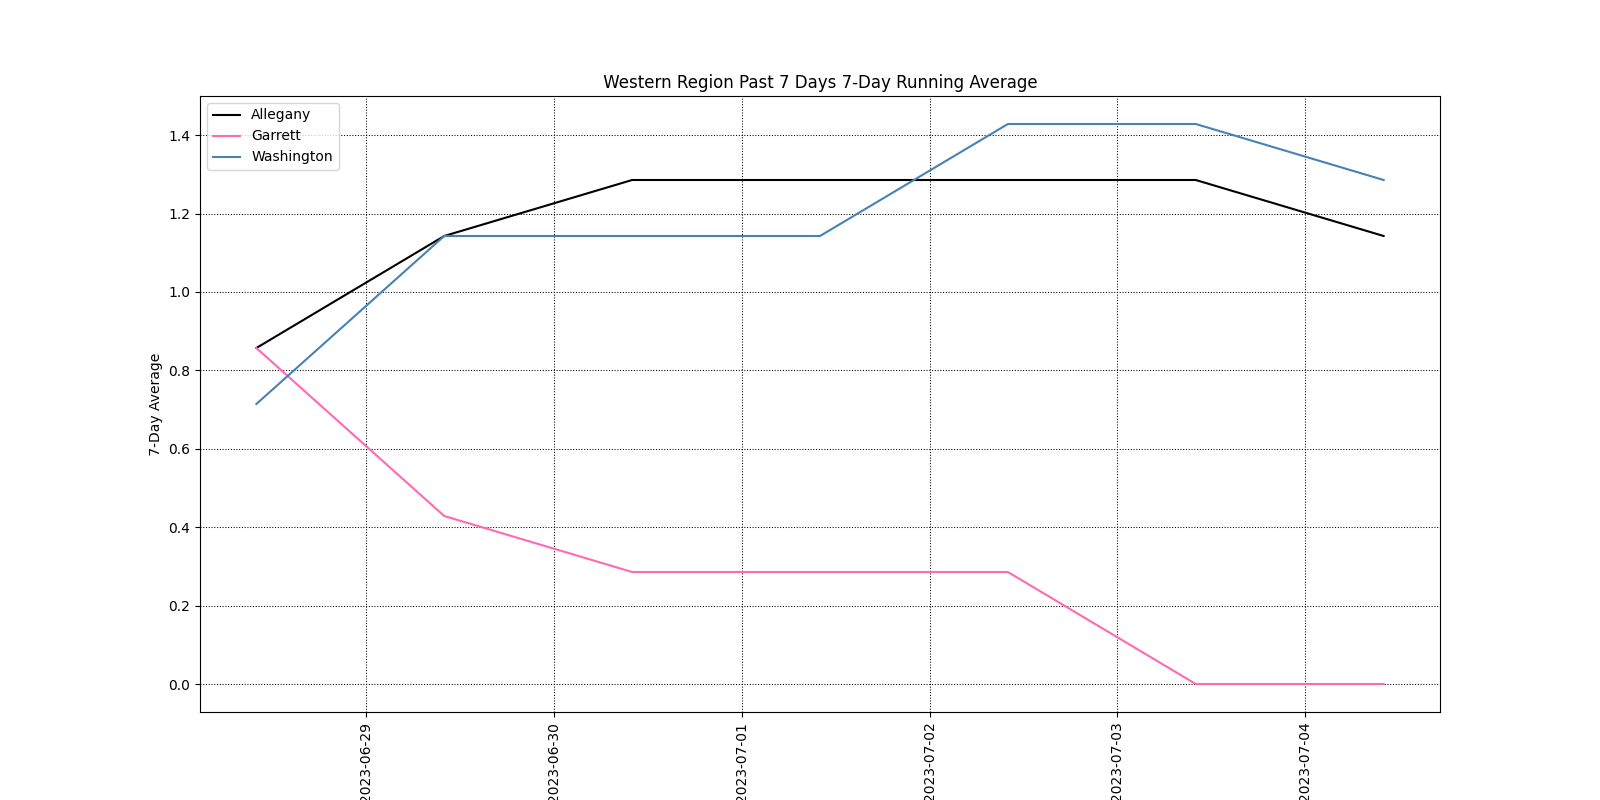 Western Region Past 7 Days 7-Day Running Average
Allegany
Garrett
Washington
7-Day Average
1.4
1.2
1.0
0.8
0.6
0.4
0.2
0.0
2023-06-29
2023-06-30
2023-07-01
2023-07-02
2023-07-03
2023-07-04